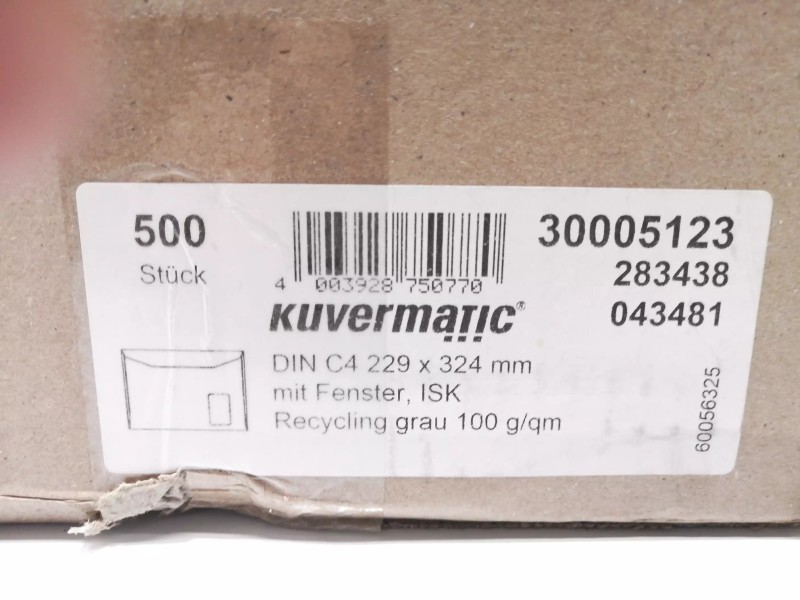 500
Stück
4 003928 750770
30005123
283438
043481
Kuvermatic®
DIN C4 229 x 324 mm
mit Fenster, ISK
Recycling grau 100 g/qm
60056325